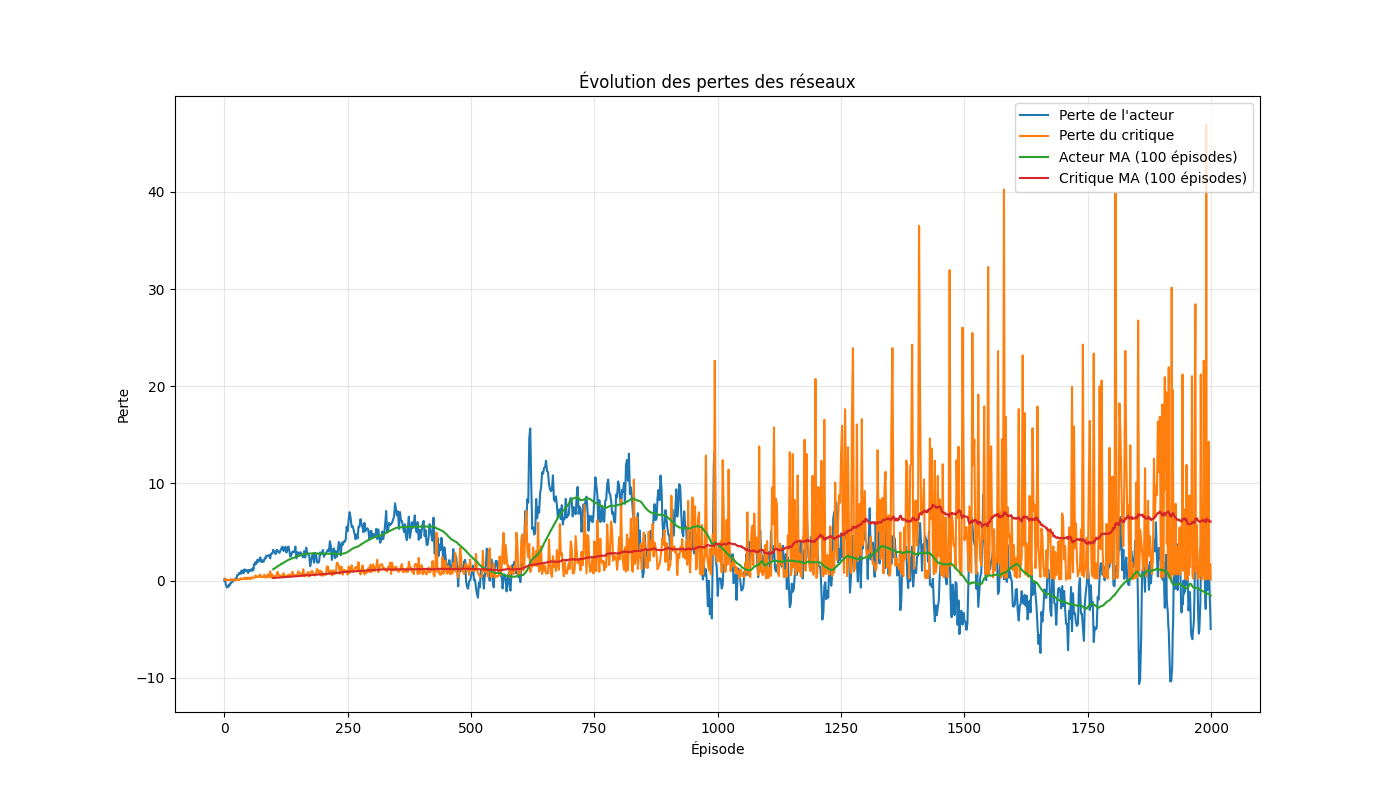 Évolution des pertes des réseaux
Perte de l'acteur
Perte du critique
Acteur MA (100 épisodes)
Critique MA (100 épisodes)
Perte
40
30
20
10
0
−10
0 250 500 750 1000 1250 1500 1750 2000
Épisode